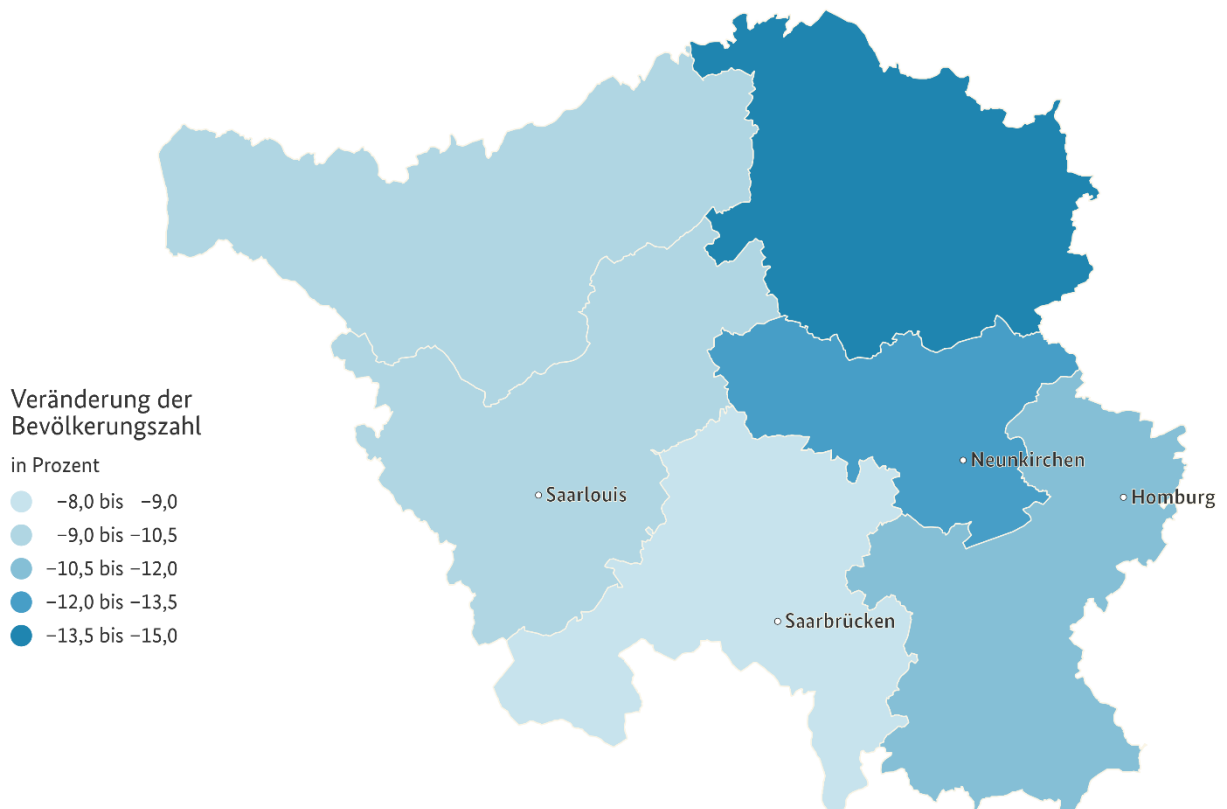 Veränderung der
Bevölkerungszahl
in Prozent
−8,0 bis −9,0
−9,0 bis −10,5
−10,5 bis −12,0
−12,0 bis −13,5
−13,5 bis −15,0
Neunkirchen
Saarlouis
Homburg
Saarbrücken